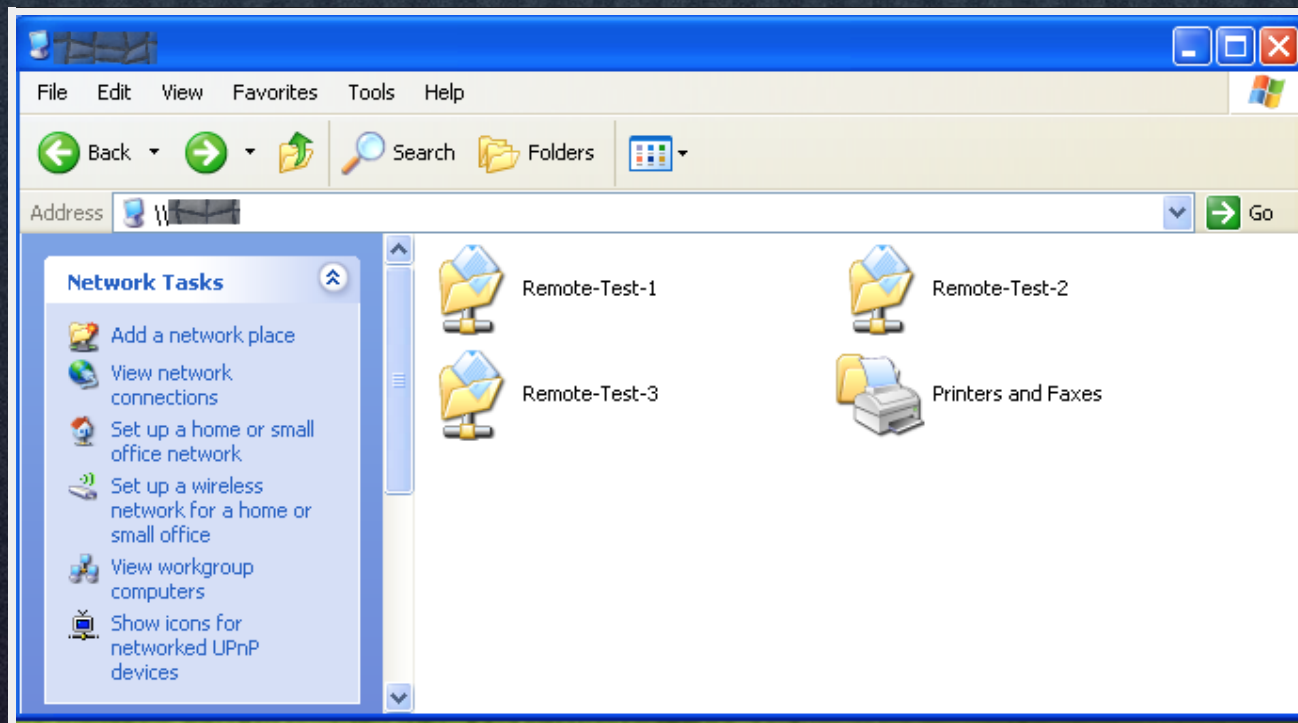 File Edit View Favorites Tools Help
Back Search Folders
Address \\ Go
Network Tasks
Add a network place
View network
connections
Set up a home or small
office network
Set up a wireless
network for a home or
small office
View workgroup
computers
Show icons for
networked UPnP
devices
Remote-Test-1 Remote-Test-2
Remote-Test-3 Printers and Faxes